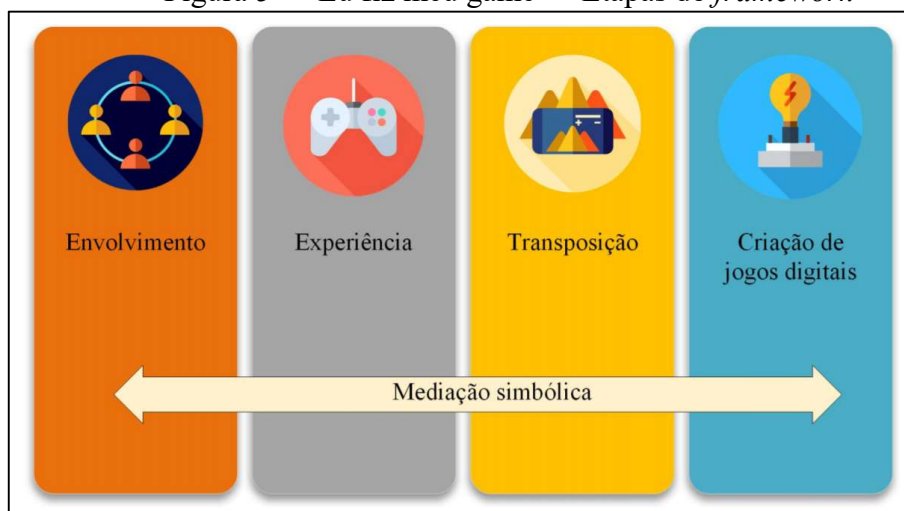 Envolvimento
Experiência
Transposição
Criação de
jogos digitais
Mediação simbólica